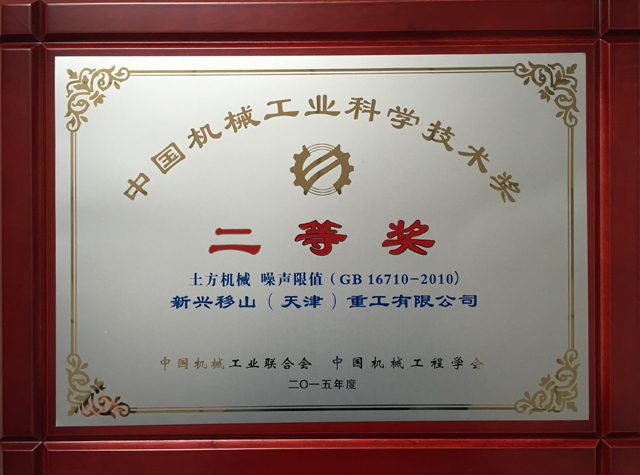 中国机械工业科学技术奖
二等奖
土方机械 噪声限值（GB 16710-2010）
新兴移山（天津）重工有限公司
中国机械工业联合会 中国机械工程学会
二〇一五年度